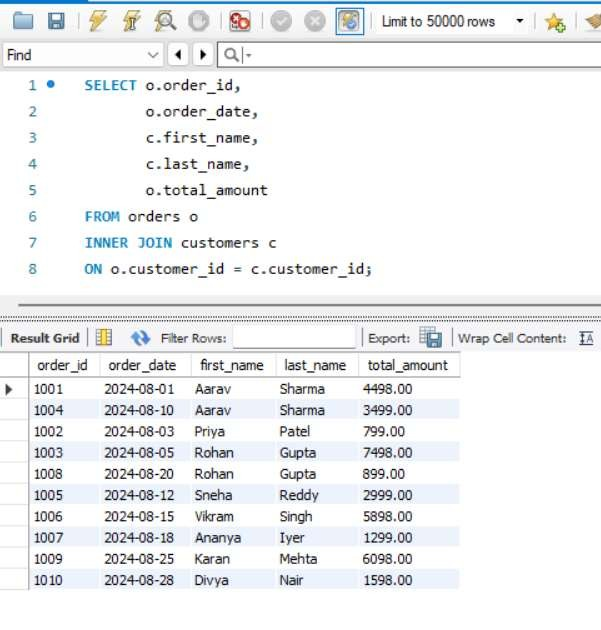 Limit to 50000 rows
Find
1 SELECT o.order_id,
2 o.order_date,
3 c.first_name,
4 c.last_name,
5 o.total_amount
6 FROM orders o
7 INNER JOIN customers c
8 ON o.customer_id = c.customer_id;
Result Grid Filter Rows: Export: Wrap Cell Content: IA
order_id order_date first_name last_name total_amount
1001 2024-08-01 Aarav Sharma 4498.00
1004 2024-08-10 Aarav Sharma 3499.00
1002 2024-08-03 Priya Patel 799.00
1003 2024-08-05 Rohan Gupta 7498.00
1008 2024-08-20 Rohan Gupta 899.00
1005 2024-08-12 Sneha Reddy 2999.00
1006 2024-08-15 Vikram Singh 5898.00
1007 2024-08-18 Ananya Iyer 1299.00
1009 2024-08-25 Karan Mehta 6098.00
1010 2024-08-28 Divya Nair 1598.00